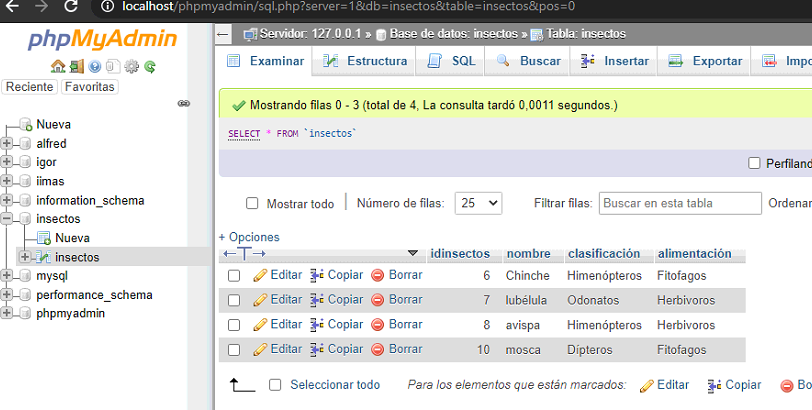 localhost/phpmyadmin/sql.php?server=1&db=insectos&table=insectos&pos=0
phpMyAdmin
Reciente Favoritas
Nueva
alfred
igor
iimas
information_schema
insectos
Nueva
insectos
mysql
performance_schema
phpmyadmin
Servidor: 127.0.0.1 » Base de datos: insectos » Tabla: insectos
Examinar Estructura SQL Buscar Insertar Exportar Impo
Mostrando filas 0 - 3 (total de 4, La consulta tardó 0,0011 segundos.)
SELECT * FROM `insectos`
Perfiland
Mostrar todo | Número de filas: 25 Filtrar filas: Buscar en esta tabla Ordenar
+ Opciones
←T→ idinsectos nombre clasificación alimentación
Editar Copiar Borrar 6 Chinche Himenópteros Fitofagos
Editar Copiar Borrar 7 lubélula Odonatos Herbivoros
Editar Copiar Borrar 8 avispa Himenópteros Herbivoros
Editar Copiar Borrar 10 mosca Dípteros Fitofagos
Seleccionar todo Para los elementos que están marcados: Editar Copiar Bo